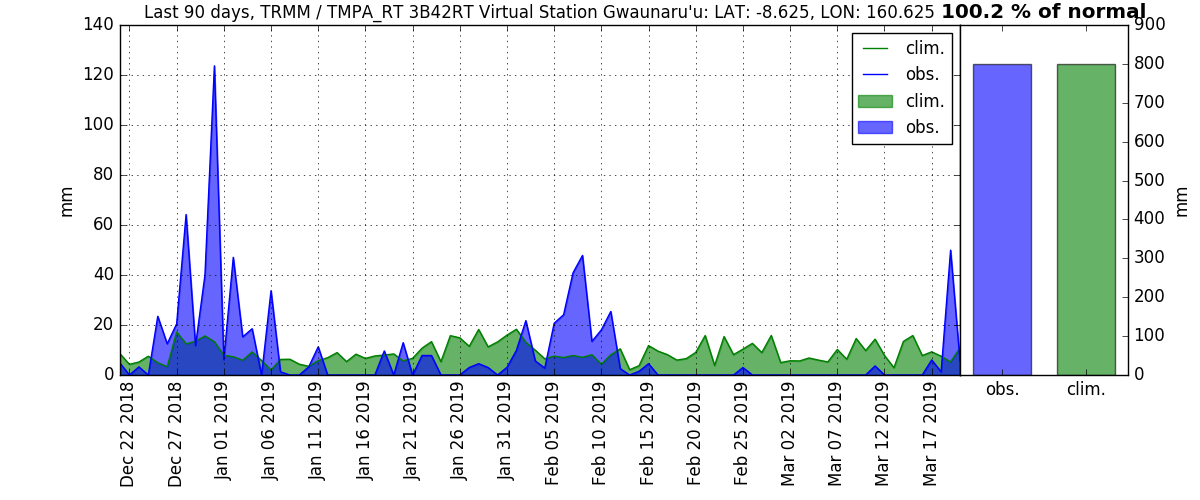 Last 90 days, TRMM / TMPA_RT 3B42RT Virtual Station Gwaunaru'u: LAT: -8.625, LON: 160.625 100.2 % of normal
140
120
100
80
60
40
20
0
mm
clim.
obs.
clim.
obs.
900
800
700
600
500
400
300
200
100
0
mm
obs.
clim.
Dec 22 2018
Dec 27 2018
Jan 01 2019
Jan 06 2019
Jan 11 2019
Jan 16 2019
Jan 21 2019
Jan 26 2019
Jan 31 2019
Feb 05 2019
Feb 10 2019
Feb 15 2019
Feb 20 2019
Feb 25 2019
Mar 02 2019
Mar 07 2019
Mar 12 2019
Mar 17 2019